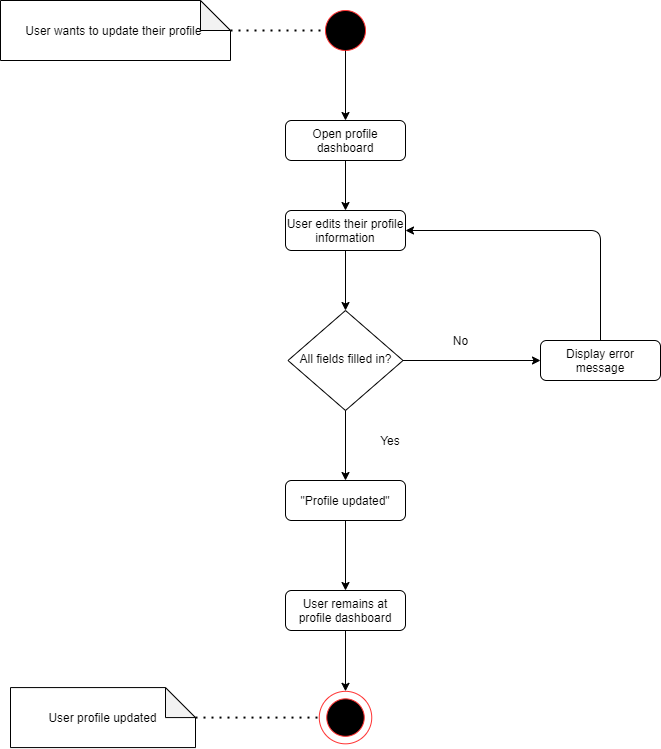 User wants to update their profile
Open profile
dashboard
User edits their profile
information
All fields filled in?
No
Display error
message
Yes
"Profile updated"
User remains at
profile dashboard
User profile updated